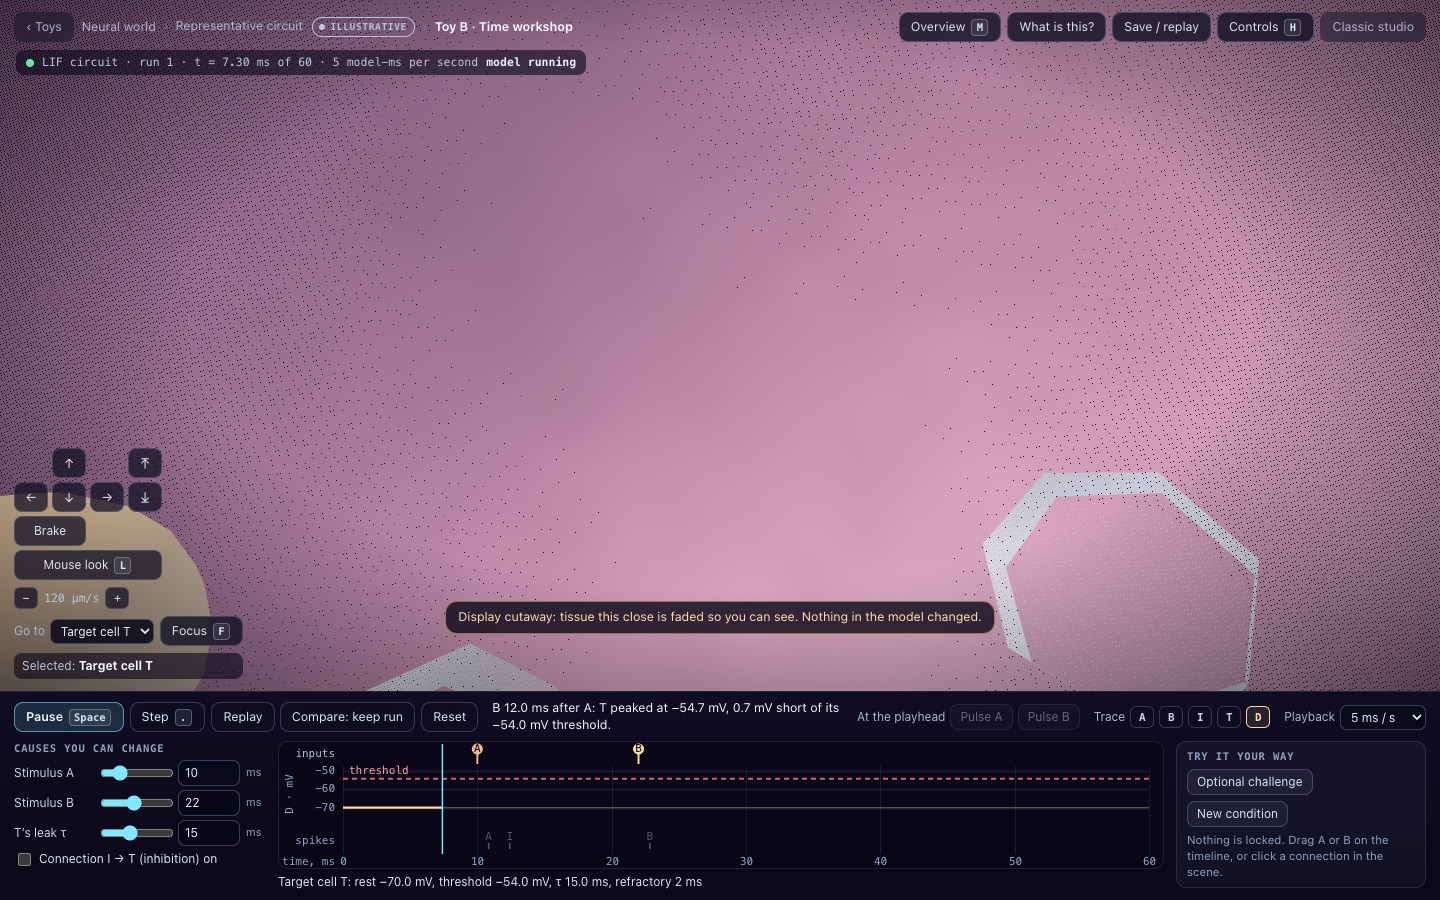 ‹ Toys Neural world › Representative circuit ILLUSTRATIVE › Toy B · Time workshop
Overview M What is this? Save / replay Controls H Classic studio
LIF circuit · run 1 · t = 7.30 ms of 60 · 5 model-ms per second model running
↑ ⤒
← ↓ → ⤓
Brake
Mouse look L
− 120 µm/s +
Go to Target cell T Focus F
Selected: Target cell T
Display cutaway: tissue this close is faded so you can see. Nothing in the model changed.
Pause Space Step . Replay Compare: keep run Reset
B 12.0 ms after A: T peaked at −54.7 mV, 0.7 mV short of its
−54.0 mV threshold.
At the playhead Pulse A Pulse B Trace A B I T D Playback 5 ms / s
CAUSES YOU CAN CHANGE
Stimulus A 10 ms
Stimulus B 22 ms
T's leak τ 15 ms
Connection I → T (inhibition) on
inputs A B
−50 threshold
−60
−70
D · mV
spikes A I B
time, ms 0 10 20 30 40 50 60
Target cell T: rest −70.0 mV, threshold −54.0 mV, τ 15.0 ms, refractory 2 ms
TRY IT YOUR WAY
Optional challenge
New condition
Nothing is locked. Drag A or B on the
timeline, or click a connection in the
scene.